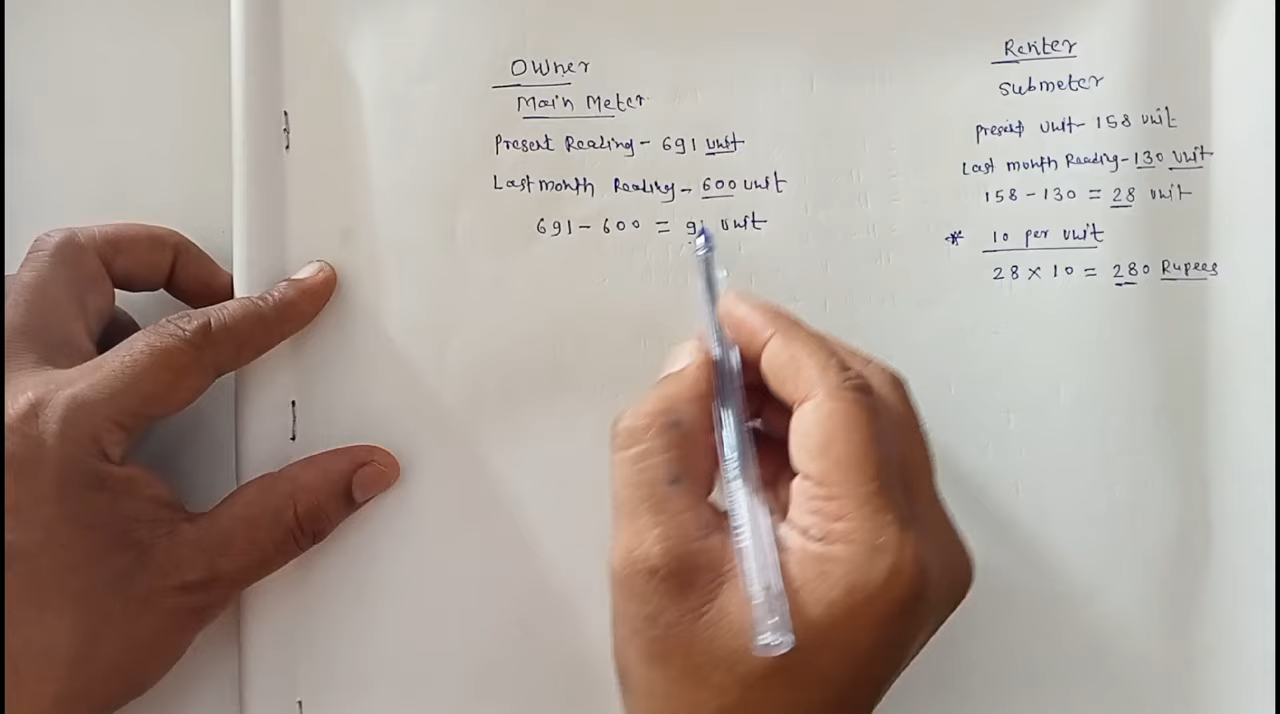 Owner
Main Meter
Present Reading - 691 unit
Last month Reading - 600 unit
691 - 600 = 91 unit
Renter
submeter
present unit - 158 unit
Last month Reading - 130 unit
158 - 130 = 28 unit
* 10 per unit
28 × 10 = 280 Rupees